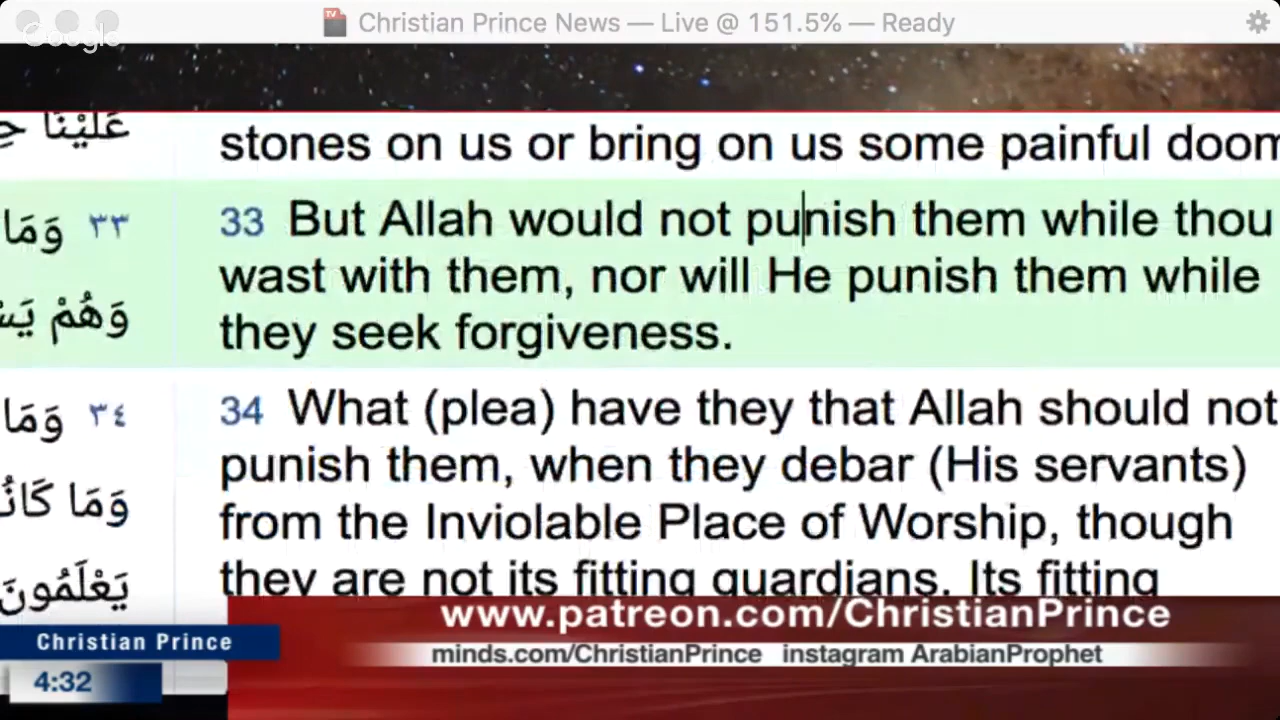 Christian Prince News — Live @ 151.5% — Ready
Google
عَلَيْنَا
stones on us or bring on us some painful doom
٣٣ وَمَا
33 But Allah would not punish them while thou
wast with them, nor will He punish them while
وَهُمْ
they seek forgiveness.
٣٤ وَمَا
34 What (plea) have they that Allah should not
punish them, when they debar (His servants)
وَمَا
from the Inviolable Place of Worship, though
يَعْلَمُونَ
they are not its fitting guardians. Its fitting
www.patreon.com/ChristianPrince
Christian Prince
minds.com/ChristianPrince instagram ArabianProphet
4:32